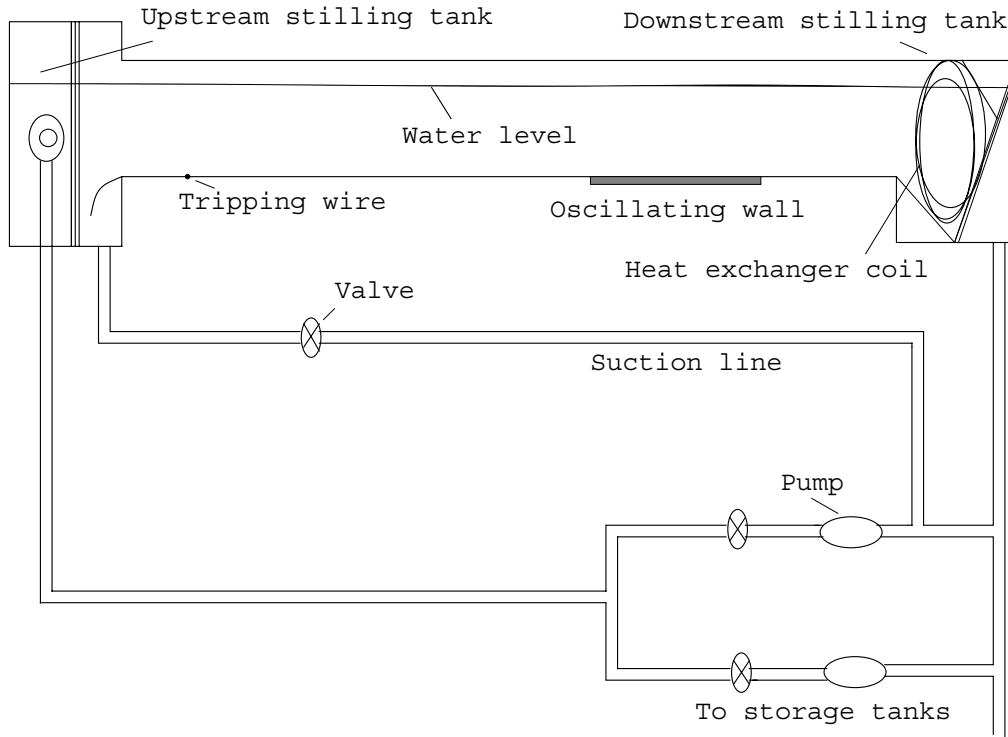 Upstream stilling tank
Downstream stilling tank
Water level
Tripping wire
Oscillating wall
Heat exchanger coil
Valve
Suction line
Pump
To storage tanks